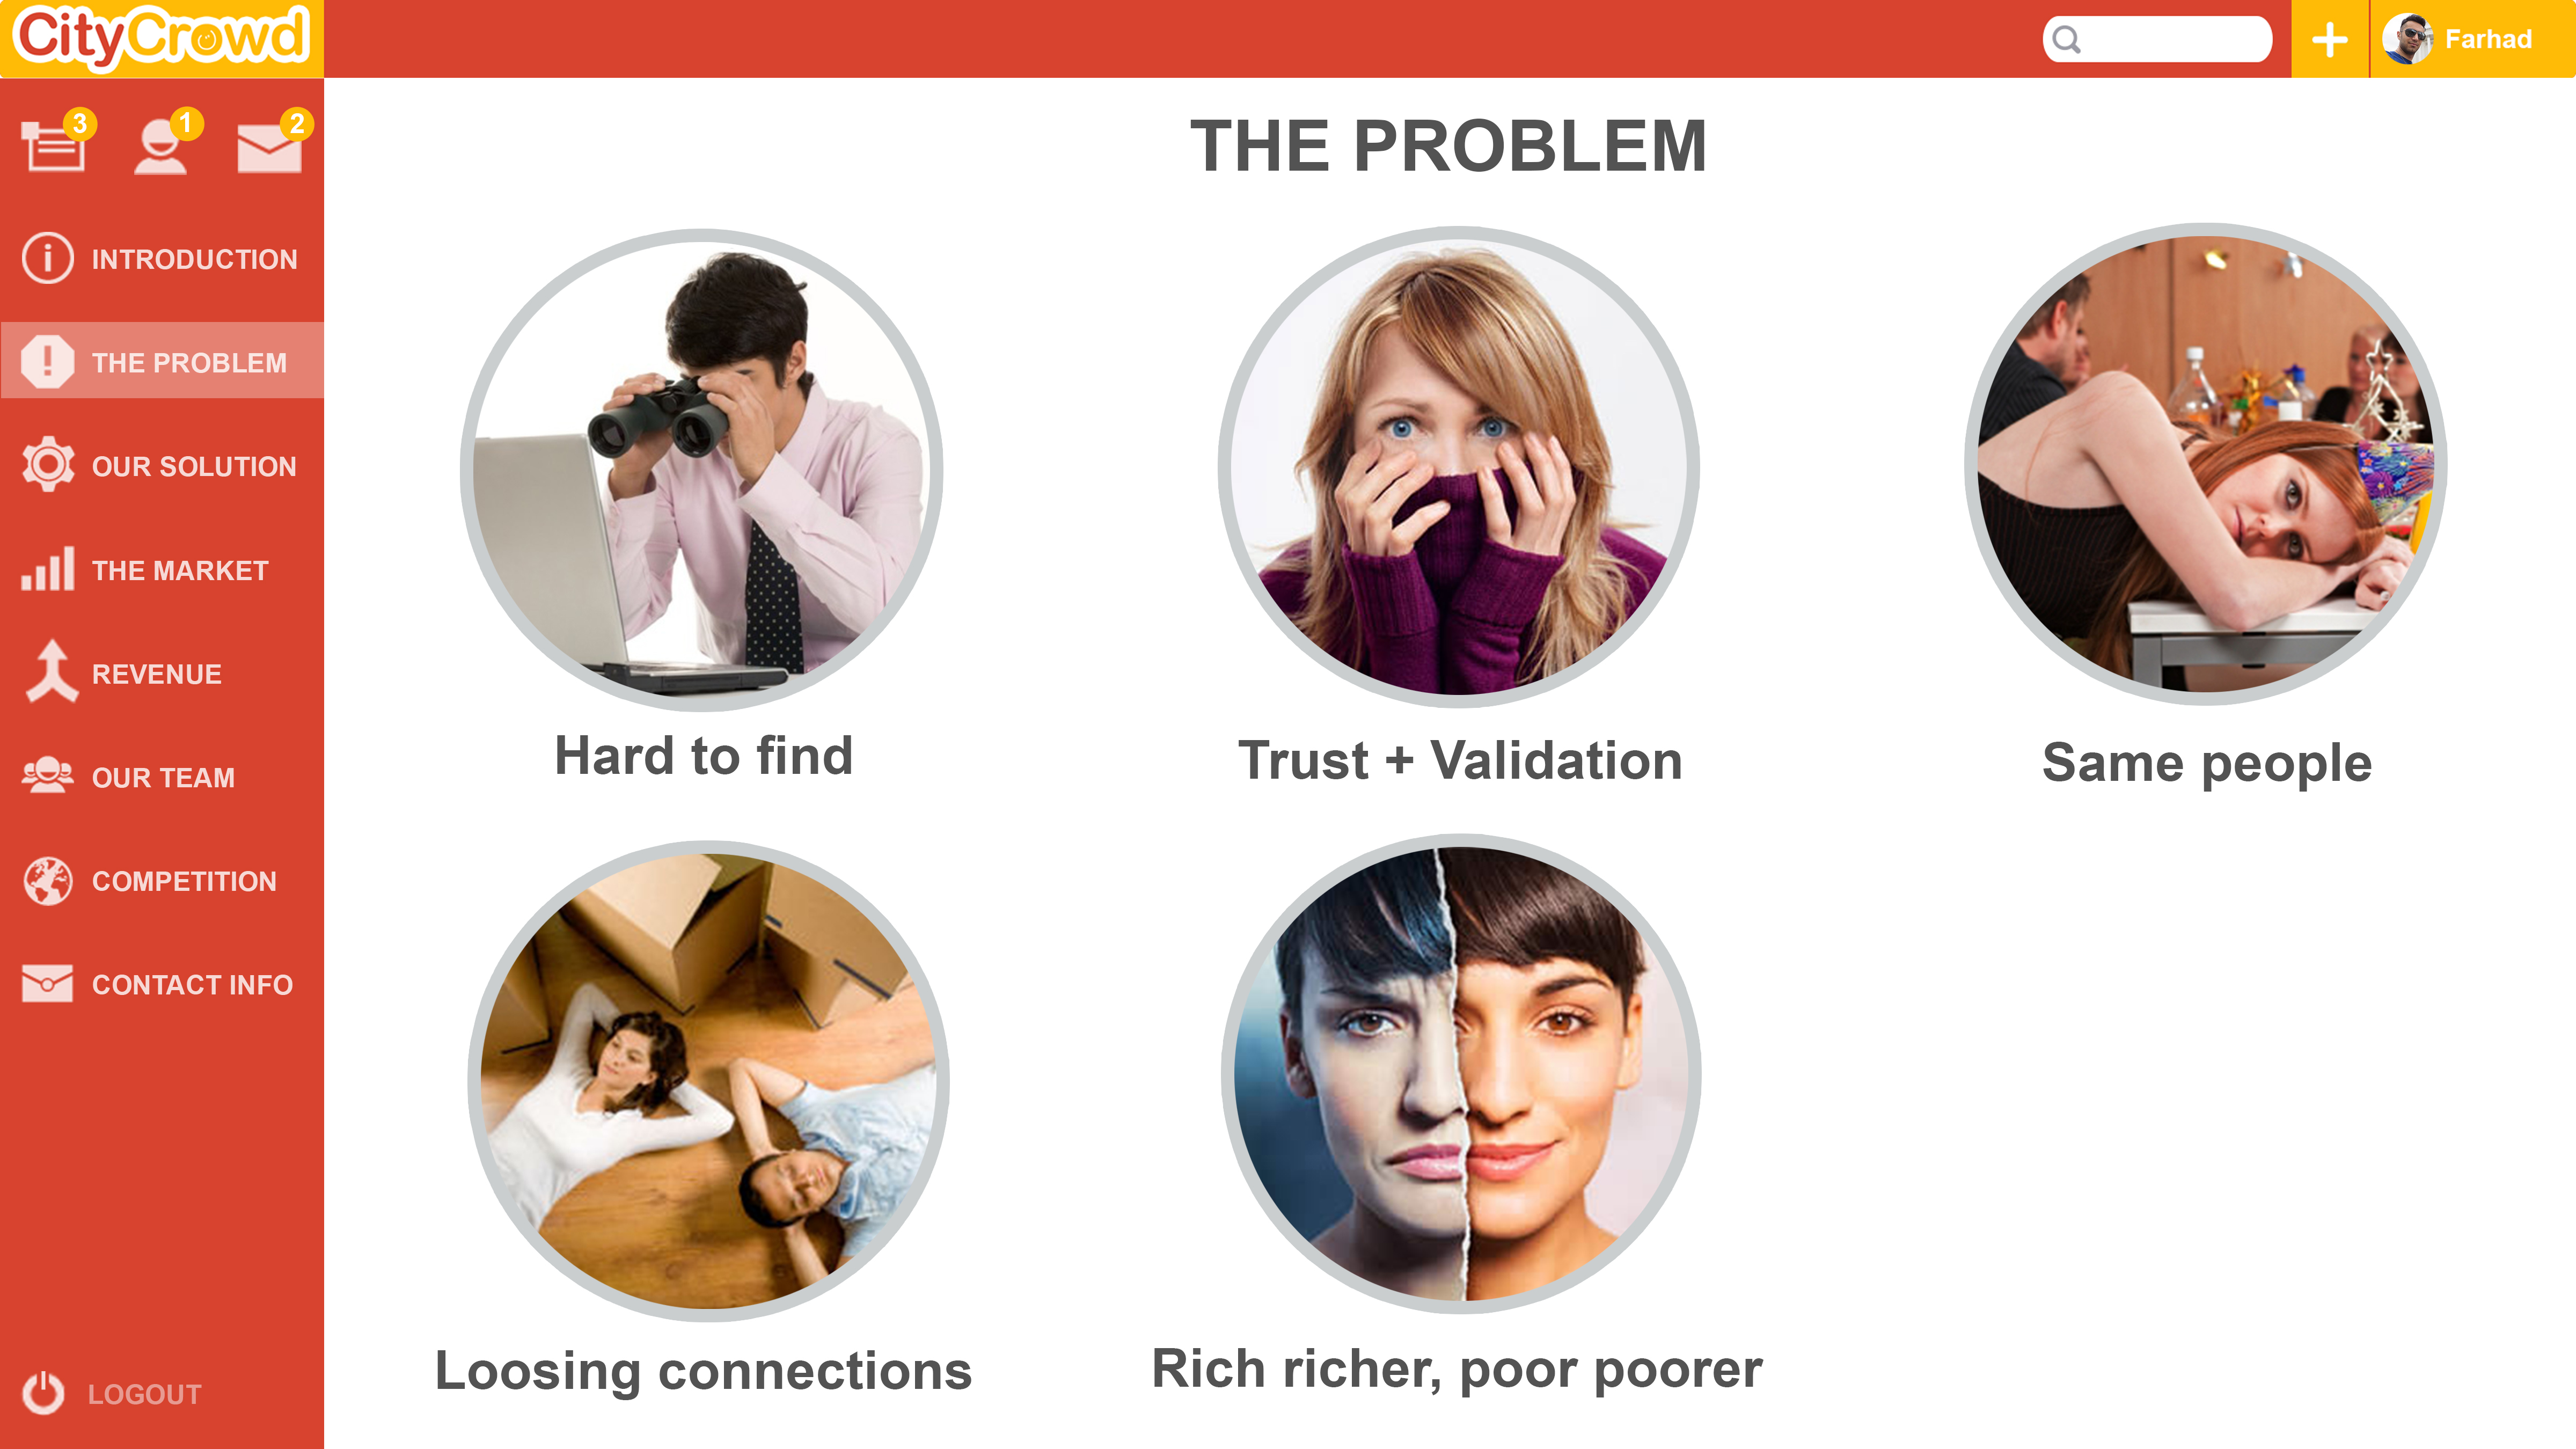 CityCrowd
Farhad
3
1
2
INTRODUCTION
THE PROBLEM
OUR SOLUTION
THE MARKET
REVENUE
OUR TEAM
COMPETITION
CONTACT INFO
LOGOUT
THE PROBLEM
Hard to find
Trust + Validation
Same people
Loosing connections
Rich richer, poor poorer